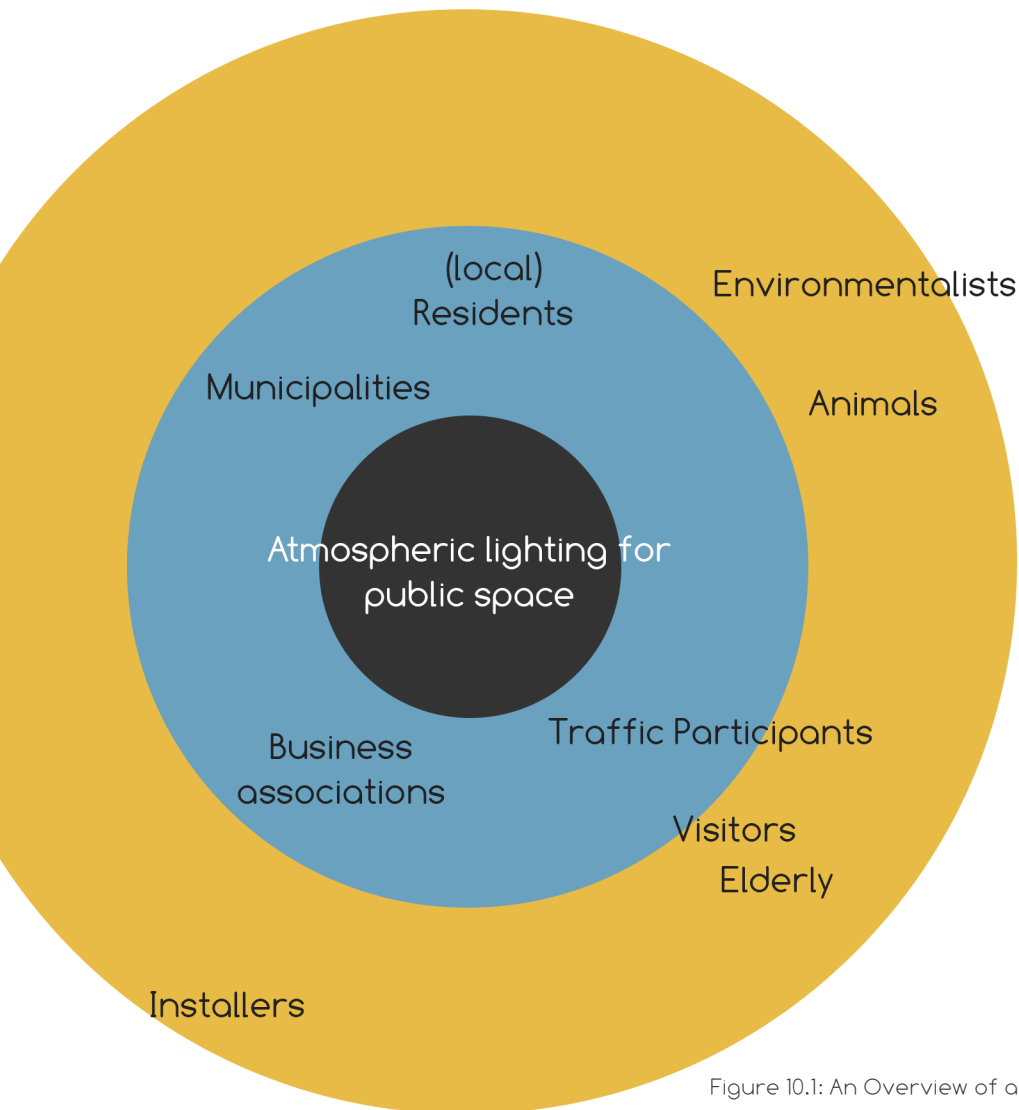 (local)
Residents
Environmentalists
Municipalities
Animals
Atmospheric lighting for
public space
Traffic Participants
Business
associations
Visitors
Elderly
Installers
Figure 10.1: An Overview of a